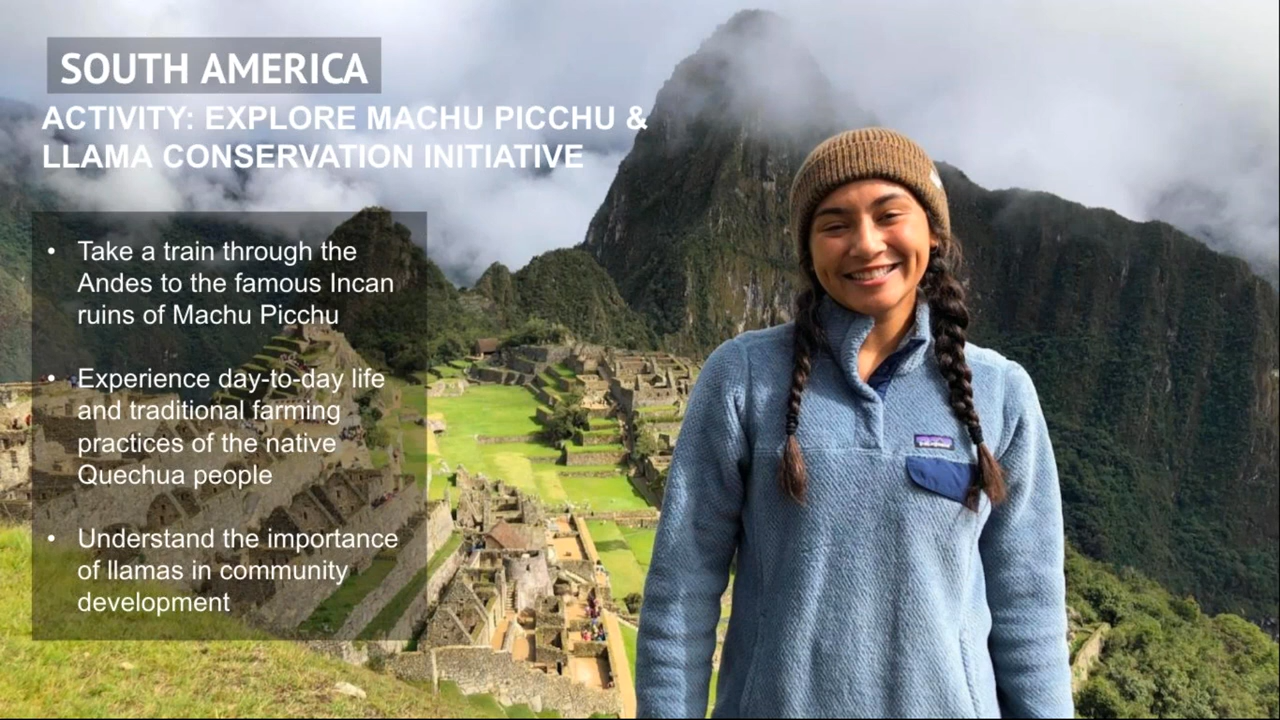 SOUTH AMERICA
ACTIVITY: EXPLORE MACHU PICCHU &
LLAMA CONSERVATION INITIATIVE
• Take a train through the
Andes to the famous Incan
ruins of Machu Picchu
• Experience day-to-day life
and traditional farming
practices of the native
Quechua people
• Understand the importance
of llamas in community
development